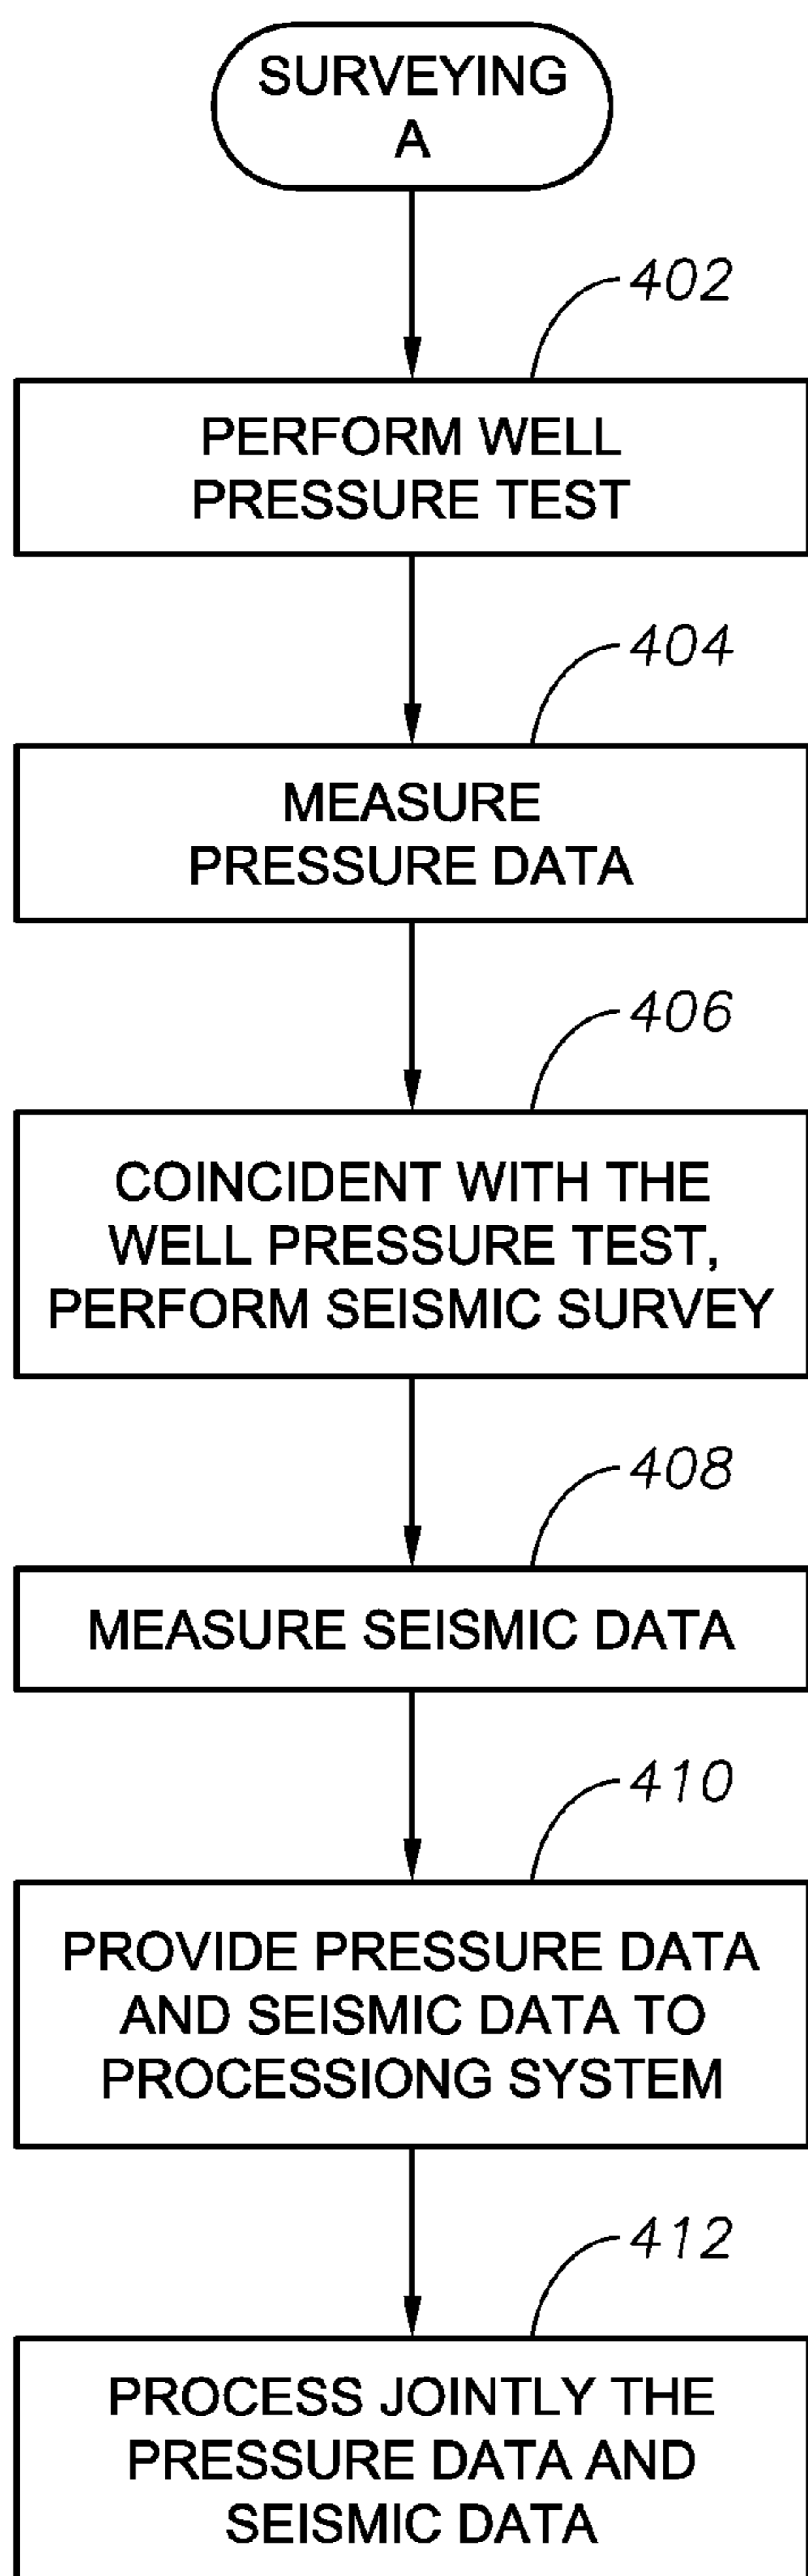 SURVEYING
A
402
PERFORM WELL
PRESSURE TEST
404
MEASURE
PRESSURE DATA
406
COINCIDENT WITH THE
WELL PRESSURE TEST,
PERFORM SEISMIC SURVEY
408
MEASURE SEISMIC DATA
410
PROVIDE PRESSURE DATA
AND SEISMIC DATA TO
PROCESSIONG SYSTEM
412
PROCESS JOINTLY THE
PRESSURE DATA AND
SEISMIC DATA